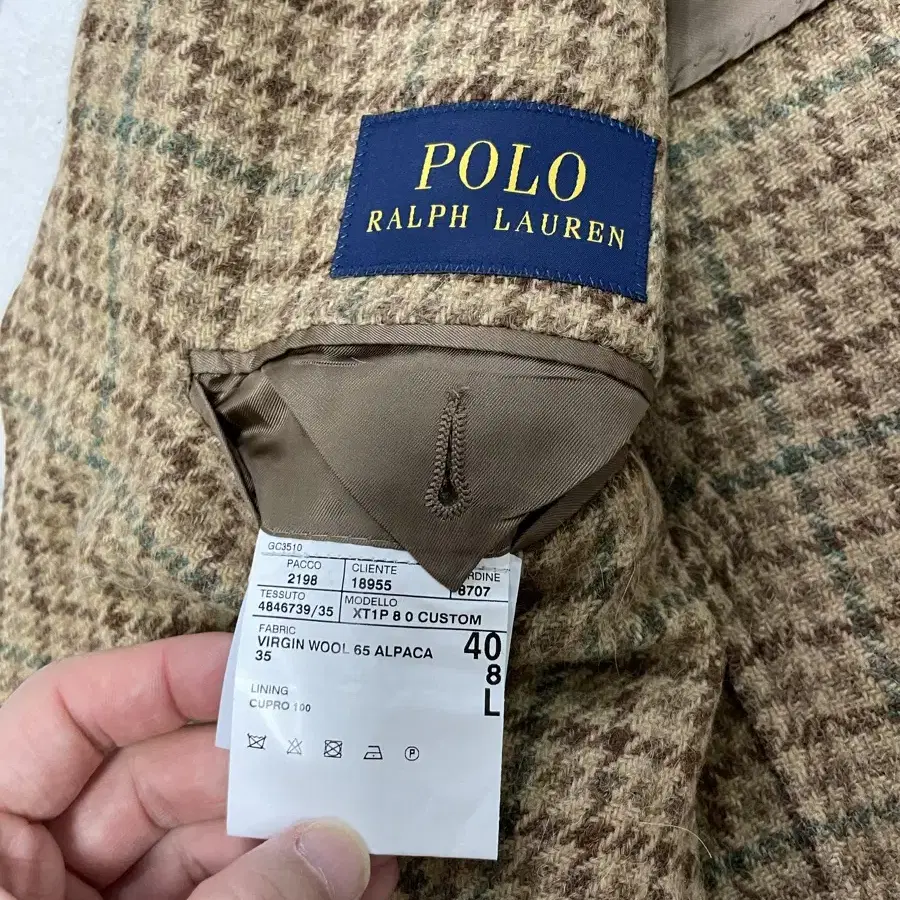 POLO
RALPH LAUREN
GC3510
PACCO
2198
CLIENTE
18955
8707
TESSUTO
4846739/35
MODELLO
XT1P 8 0 CUSTOM
FABRIC
VIRGIN WOOL 65 ALPACA
35
40
8
L
LINING
CUPRO 100
P